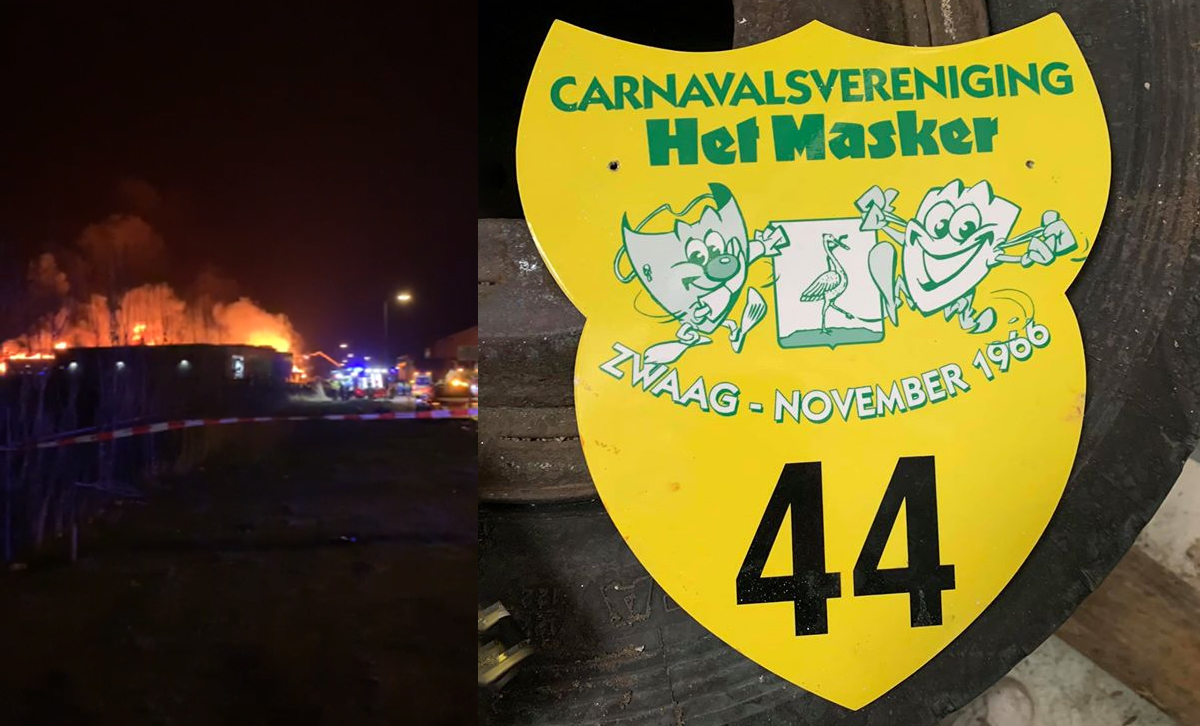 CARNAVALSVERENIGING
Het Masker
ZWAAG - NOVEMBER 1966
44